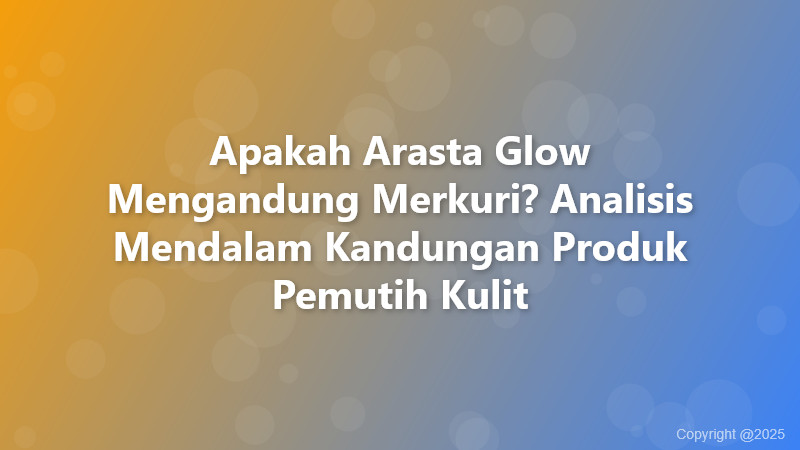 Apakah Arasta Glow
Mengandung Merkuri? Analisis
Mendalam Kandungan Produk
Pemutih Kulit
Copyright @2025